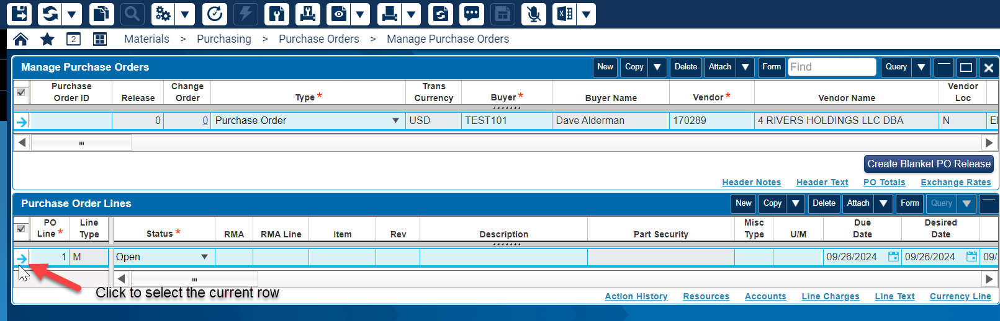 2
Materials > Purchasing > Purchase Orders > Manage Purchase Orders
Manage Purchase Orders New Copy Delete Attach Form Find Query
Purchase Order ID Release Change Order Type * Trans Currency Buyer * Buyer Name Vendor * Vendor Name Vendor Loc
0 0 Purchase Order USD TEST101 Dave Alderman 170289 4 RIVERS HOLDINGS LLC DBA N
Create Blanket PO Release
Header Notes Header Text PO Totals Exchange Rates
Purchase Order Lines New Copy Delete Attach Form Query
PO Line * Line Type Status * RMA RMA Line Item Rev Description Part Security Misc Type U/M Due Date Desired Date
1 M Open 09/26/2024 09/26/2024 09/
Click to select the current row
Action History Resources Accounts Line Charges Line Text Currency Line